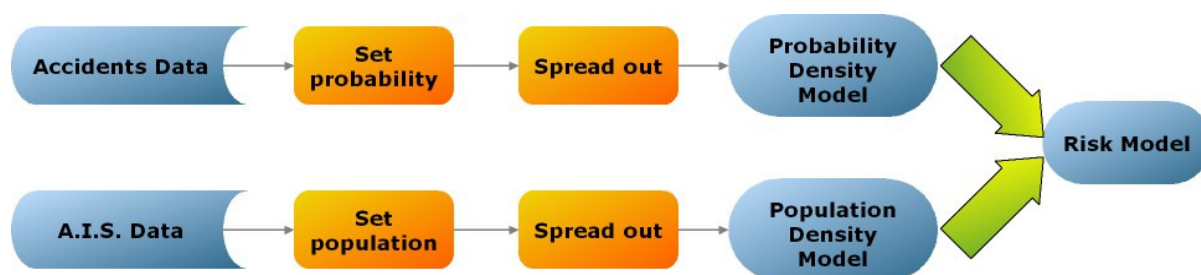 Accidents Data
Set
probability
Spread out
Probability
Density
Model
Risk Model
A.I.S. Data
Set
population
Spread out
Population
Density
Model